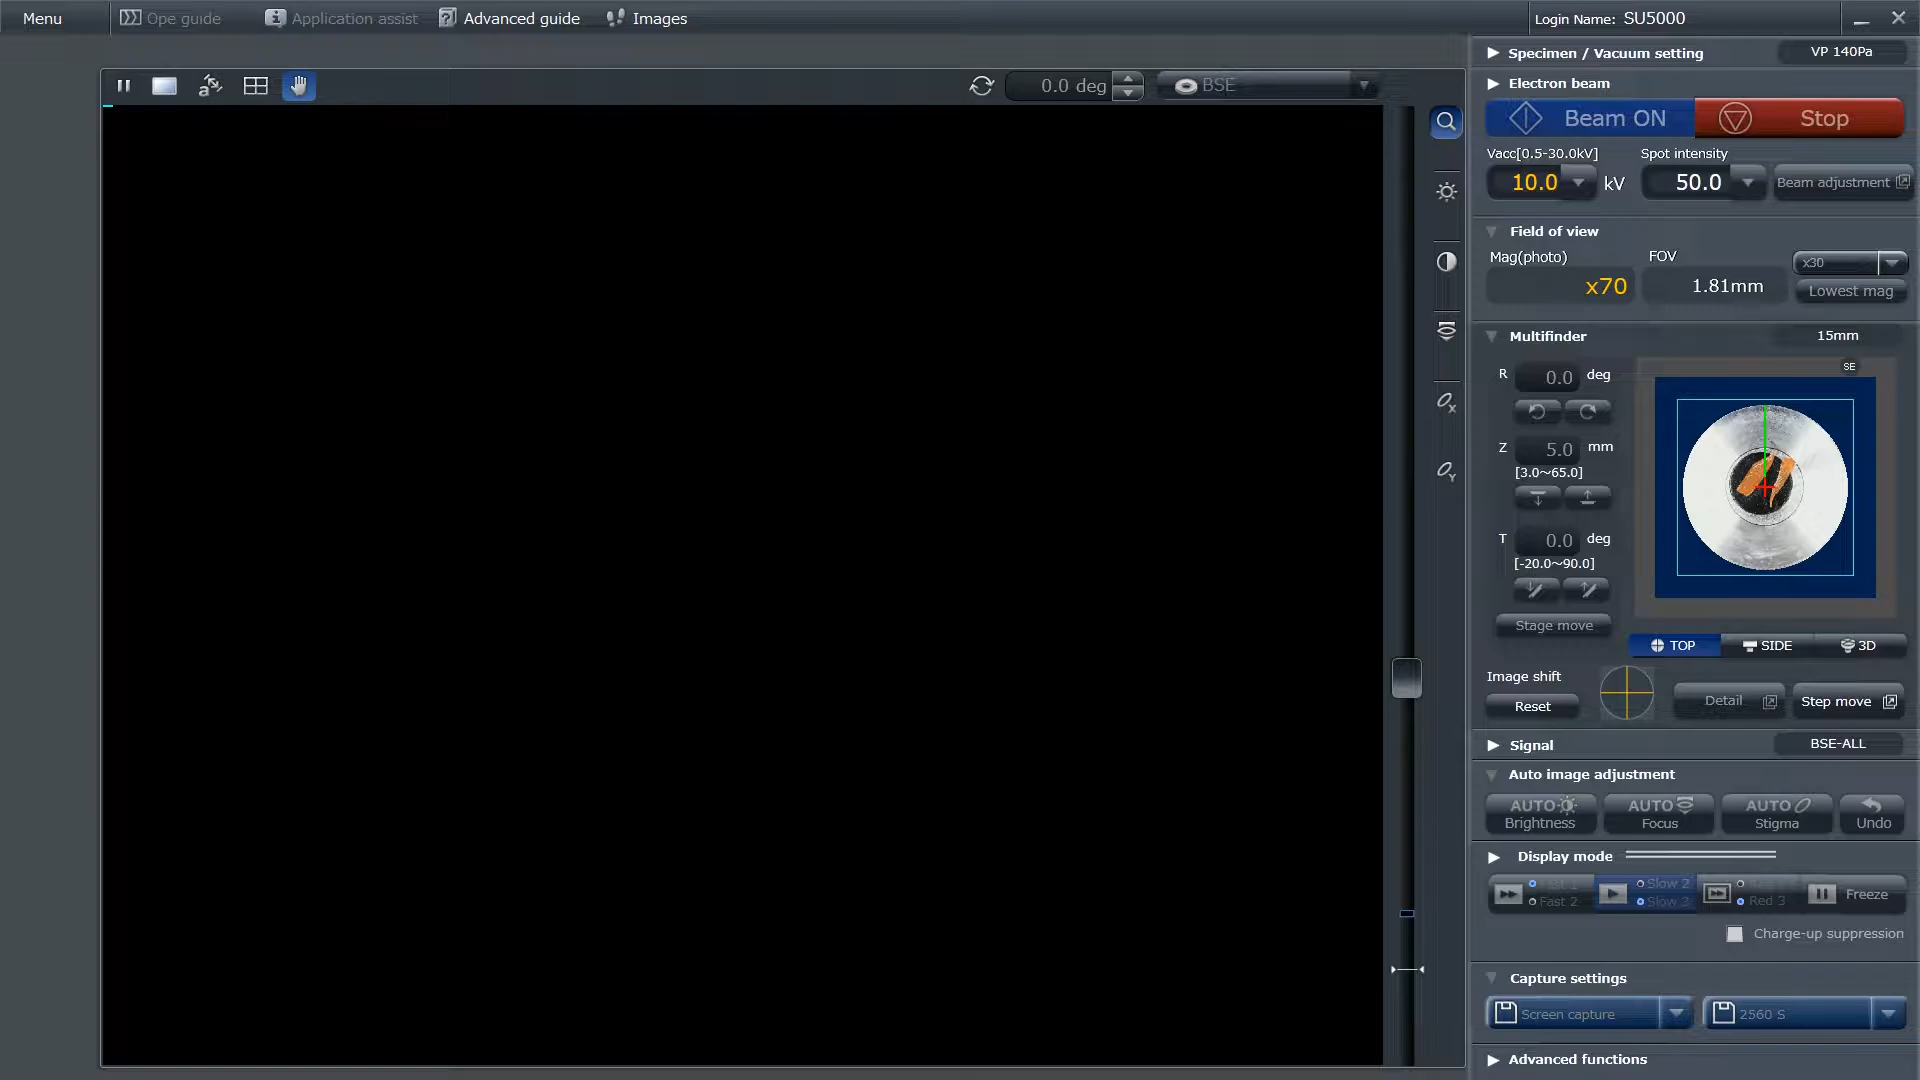 Menu
Ope guide
Application assist
Advanced guide
Images
Login Name: SU5000
0.0 deg
BSE
Specimen / Vacuum setting
VP 140Pa
Electron beam
Beam ON
Stop
Vacc[0.5-30.0kV]
Spot intensity
10.0 kV
50.0
Beam adjustment
Field of view
Mag(photo)
FOV
x30
x70
1.81mm
Lowest mag
Multifinder
15mm
SE
R 0.0 deg
Z 5.0 mm
[3.0~65.0]
T 0.0 deg
[-20.0~90.0]
Stage move
TOP
SIDE
3D
Image shift
Reset
Detail
Step move
Signal
BSE-ALL
Auto image adjustment
AUTO
Brightness
AUTO
Focus
AUTO
Stigma
Undo
Display mode
Fast 2
Slow 2
Slow 3
Red 3
Freeze
Charge-up suppression
Capture settings
Screen capture
2560 S
Advanced functions